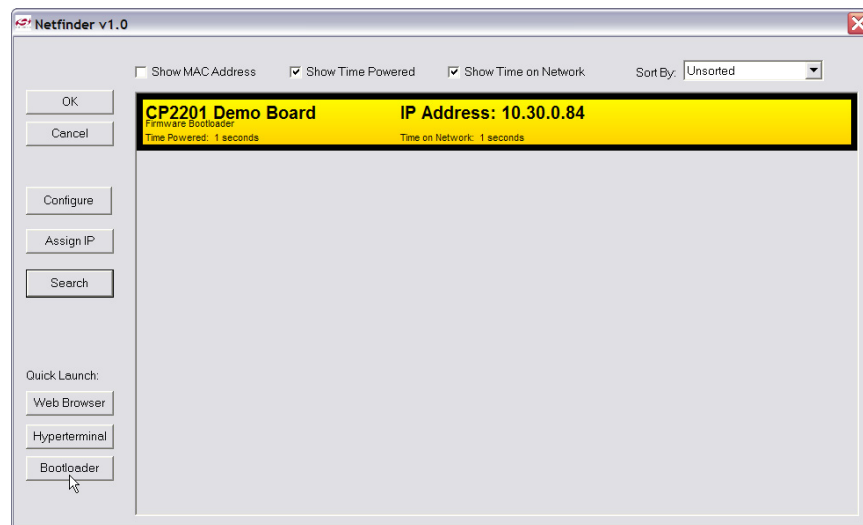 Netfinder v1.0
Show MAC Address Show Time Powered Show Time on Network Sort By: Unsorted
OK
Cancel
CP2201 Demo Board IP Address: 10.30.0.84
Firmware Bootloader
Time Powered: 1 seconds Time on Network: 1 seconds
Configure
Assign IP
Search
Quick Launch:
Web Browser
Hyperterminal
Bootloader